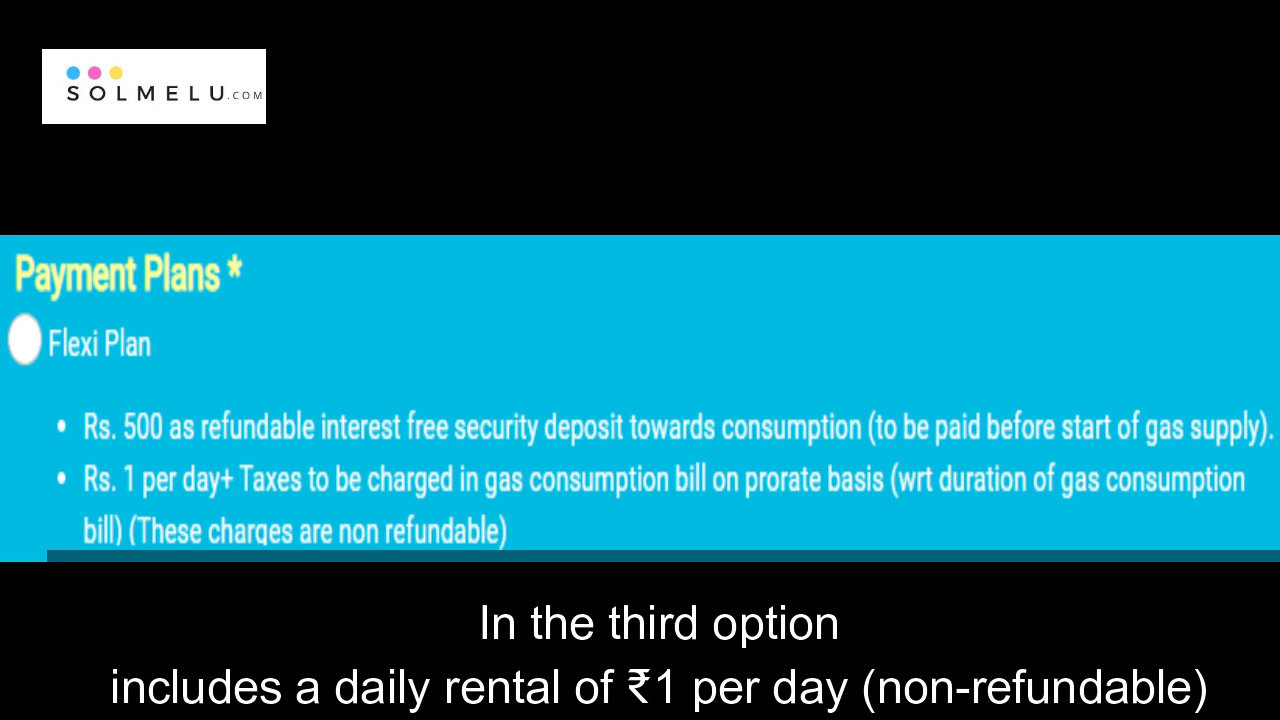 SOLMELU.COM
Payment Plans *
Flexi Plan
• Rs. 500 as refundable interest free security deposit towards consumption (to be paid before start of gas supply).
• Rs. 1 per day+ Taxes to be charged in gas consumption bill on prorate basis (wrt duration of gas consumption
bill) (These charges are non refundable)
In the third option
includes a daily rental of ₹1 per day (non-refundable)